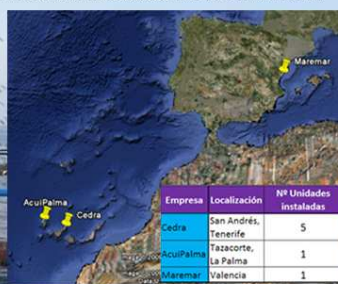 Maremar
AcuiPalma
Cedra
Empresa Localización Nº Unidades
instaladas
Cedra San Andrés,
Tenerife 5
AcuiPalma Tazacorte,
La Palma 1
Maremar Valencia 1